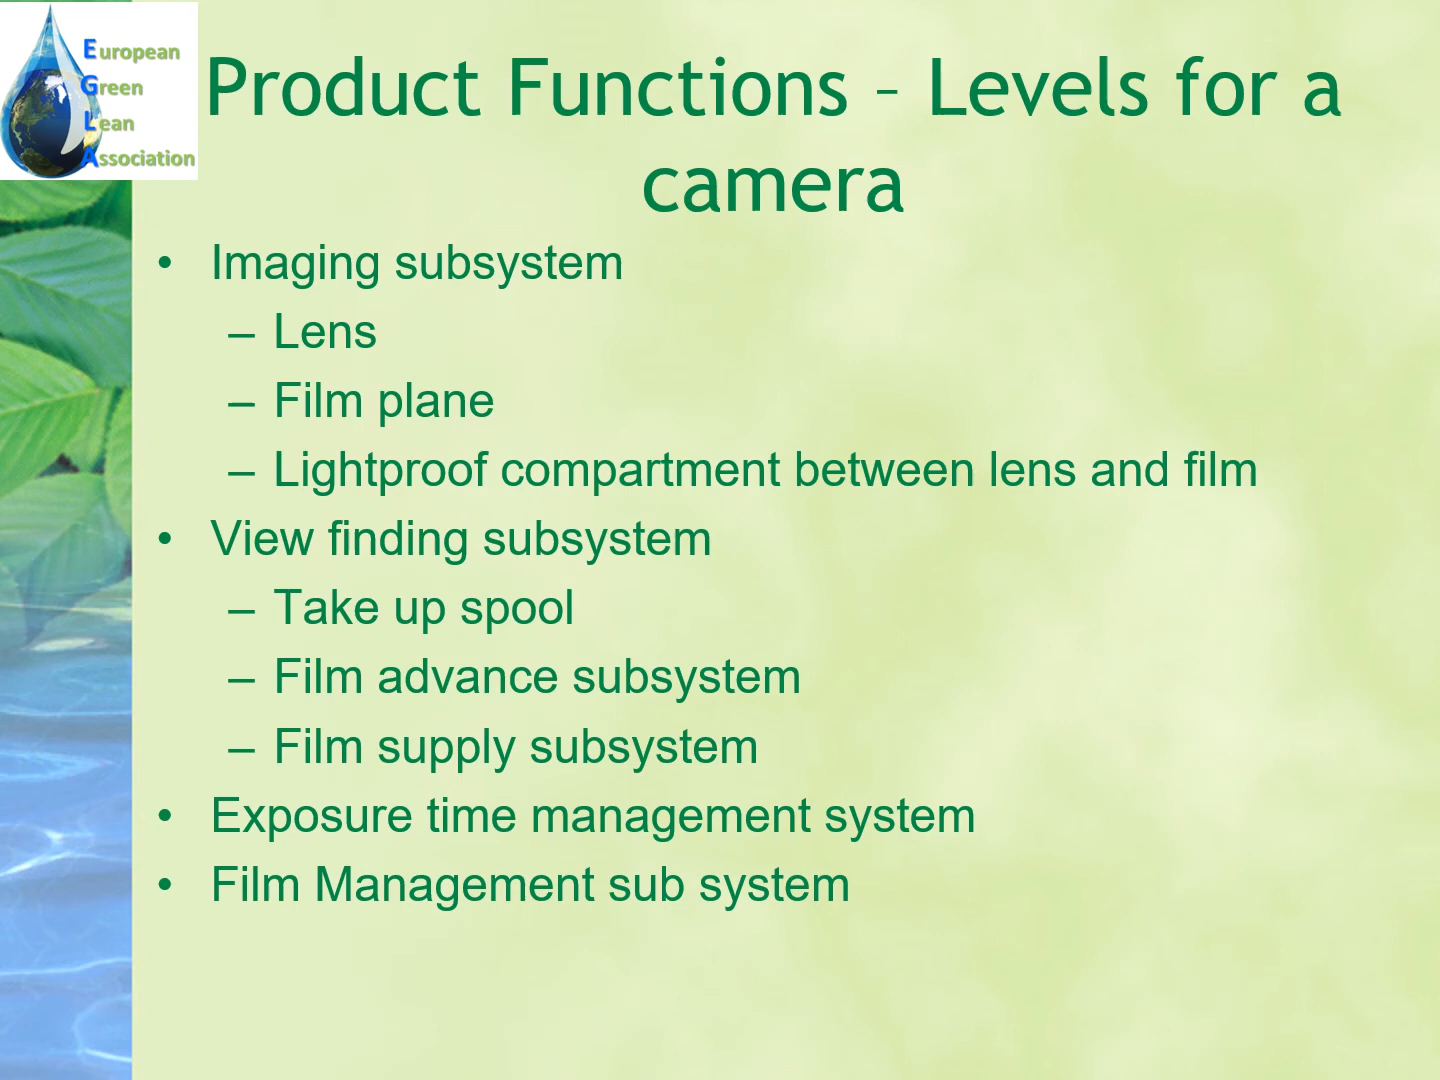 European
Green
Lean
Association
Product Functions – Levels for a
camera
• Imaging subsystem
– Lens
– Film plane
– Lightproof compartment between lens and film
• View finding subsystem
– Take up spool
– Film advance subsystem
– Film supply subsystem
• Exposure time management system
• Film Management sub system